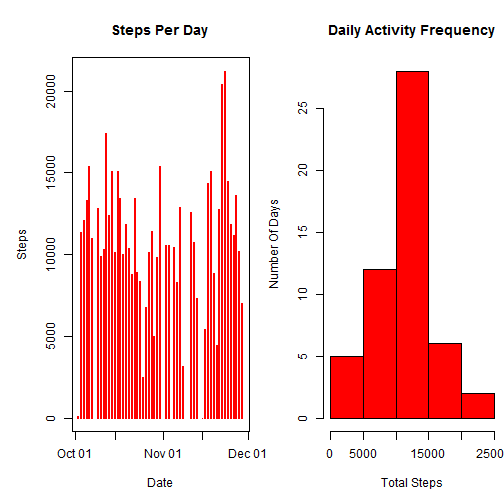 Steps Per Day
Steps
0
5000
10000
15000
20000
Oct 01
Nov 01
Dec 01
Date
Daily Activity Frequency
Number Of Days
0
5
10
15
20
25
0
5000
15000
2500
Total Steps